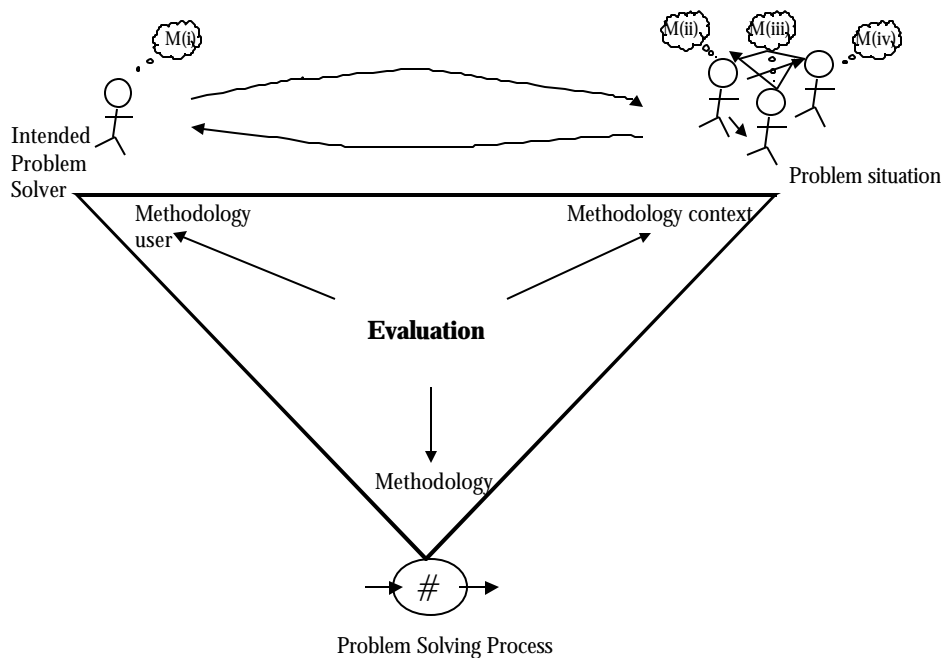 M(i)
M(ii)
M(iii)
M(iv)
Intended
Problem
Solver
Problem situation
Methodology
user
Methodology context
Evaluation
Methodology
#
Problem Solving Process